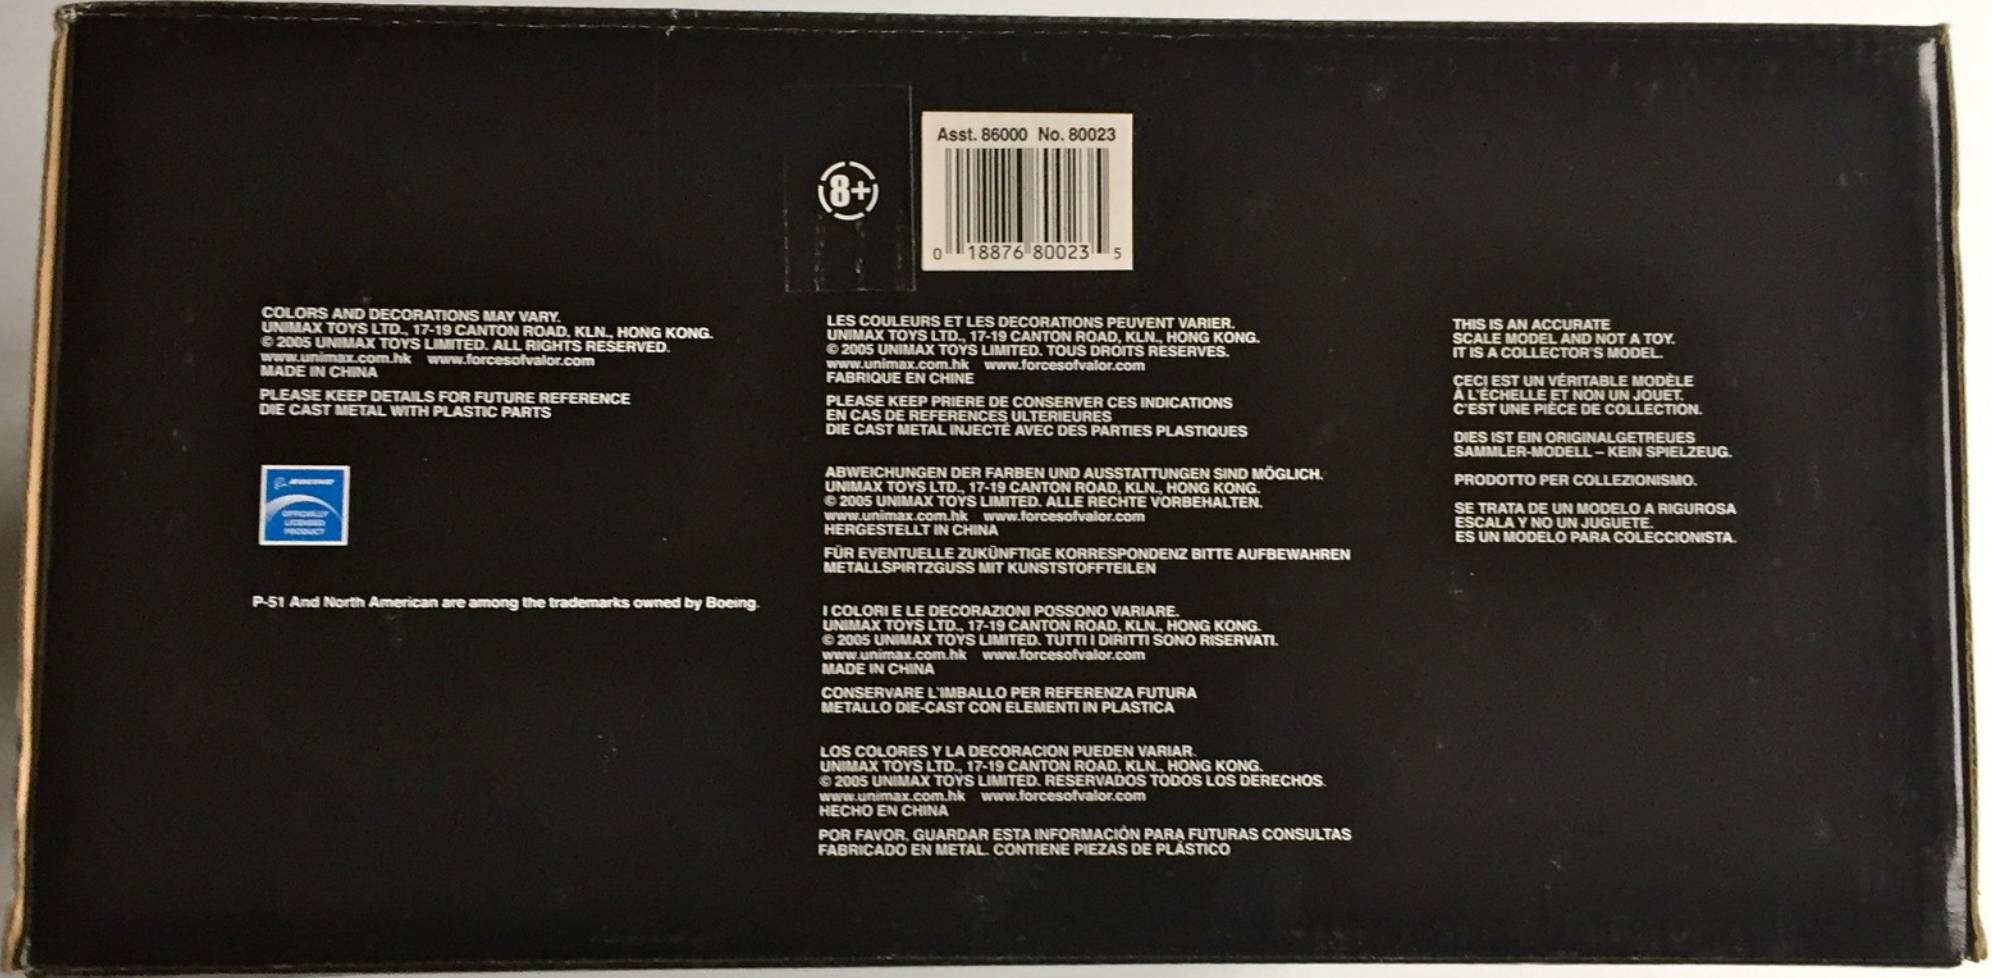 Asst. 86000 No. 80023
8+
0 18876 80023 5
COLORS AND DECORATIONS MAY VARY.
UNIMAX TOYS LTD., 17-19 CANTON ROAD, KLN., HONG KONG.
© 2005 UNIMAX TOYS LIMITED. ALL RIGHTS RESERVED.
www.unimax.com.hk www.forcesofvalor.com
MADE IN CHINA
PLEASE KEEP DETAILS FOR FUTURE REFERENCE
DIE CAST METAL WITH PLASTIC PARTS
BOEING
OFFICIALLY
LICENSED
PRODUCT
P-51 And North American are among the trademarks owned by Boeing.
LES COULEURS ET LES DECORATIONS PEUVENT VARIER.
UNIMAX TOYS LTD., 17-19 CANTON ROAD, KLN., HONG KONG.
© 2005 UNIMAX TOYS LIMITED. TOUS DROITS RESERVES.
www.unimax.com.hk www.forcesofvalor.com
FABRIQUE EN CHINE
PLEASE KEEP PRIERE DE CONSERVER CES INDICATIONS
EN CAS DE REFERENCES ULTERIEURES
DIE CAST METAL INJECTÉ AVEC DES PARTIES PLASTIQUES
ABWEICHUNGEN DER FARBEN UND AUSSTATTUNGEN SIND MÖGLICH.
UNIMAX TOYS LTD., 17-19 CANTON ROAD, KLN., HONG KONG.
© 2005 UNIMAX TOYS LIMITED. ALLE RECHTE VORBEHALTEN.
www.unimax.com.hk www.forcesofvalor.com
HERGESTELLT IN CHINA
FÜR EVENTUELLE ZUKÜNFTIGE KORRESPONDENZ BITTE AUFBEWAHREN
METALLSPIRTZGUSS MIT KUNSTSTOFFTEILEN
I COLORI E LE DECORAZIONI POSSONO VARIARE.
UNIMAX TOYS LTD., 17-19 CANTON ROAD, KLN., HONG KONG.
© 2005 UNIMAX TOYS LIMITED. TUTTI I DIRITTI SONO RISERVATI.
www.unimax.com.hk www.forcesofvalor.com
MADE IN CHINA
CONSERVARE L'IMBALLO PER REFERENZA FUTURA
METALLO DIE-CAST CON ELEMENTI IN PLASTICA
LOS COLORES Y LA DECORACION PUEDEN VARIAR.
UNIMAX TOYS LTD., 17-19 CANTON ROAD, KLN., HONG KONG.
© 2005 UNIMAX TOYS LIMITED. RESERVADOS TODOS LOS DERECHOS.
www.unimax.com.hk www.forcesofvalor.com
HECHO EN CHINA
POR FAVOR, GUARDAR ESTA INFORMACIÓN PARA FUTURAS CONSULTAS
FABRICADO EN METAL. CONTIENE PIEZAS DE PLÁSTICO
THIS IS AN ACCURATE
SCALE MODEL AND NOT A TOY.
IT IS A COLLECTOR'S MODEL.
CECI EST UN VÉRITABLE MODÈLE
À L'ÉCHELLE ET NON UN JOUET.
C'EST UNE PIÈCE DE COLLECTION.
DIES IST EIN ORIGINALGETREUES
SAMMLER-MODELL – KEIN SPIELZEUG.
PRODOTTO PER COLLEZIONISMO.
SE TRATA DE UN MODELO A RIGUROSA
ESCALA Y NO UN JUGUETE.
ES UN MODELO PARA COLECCIONISTA.